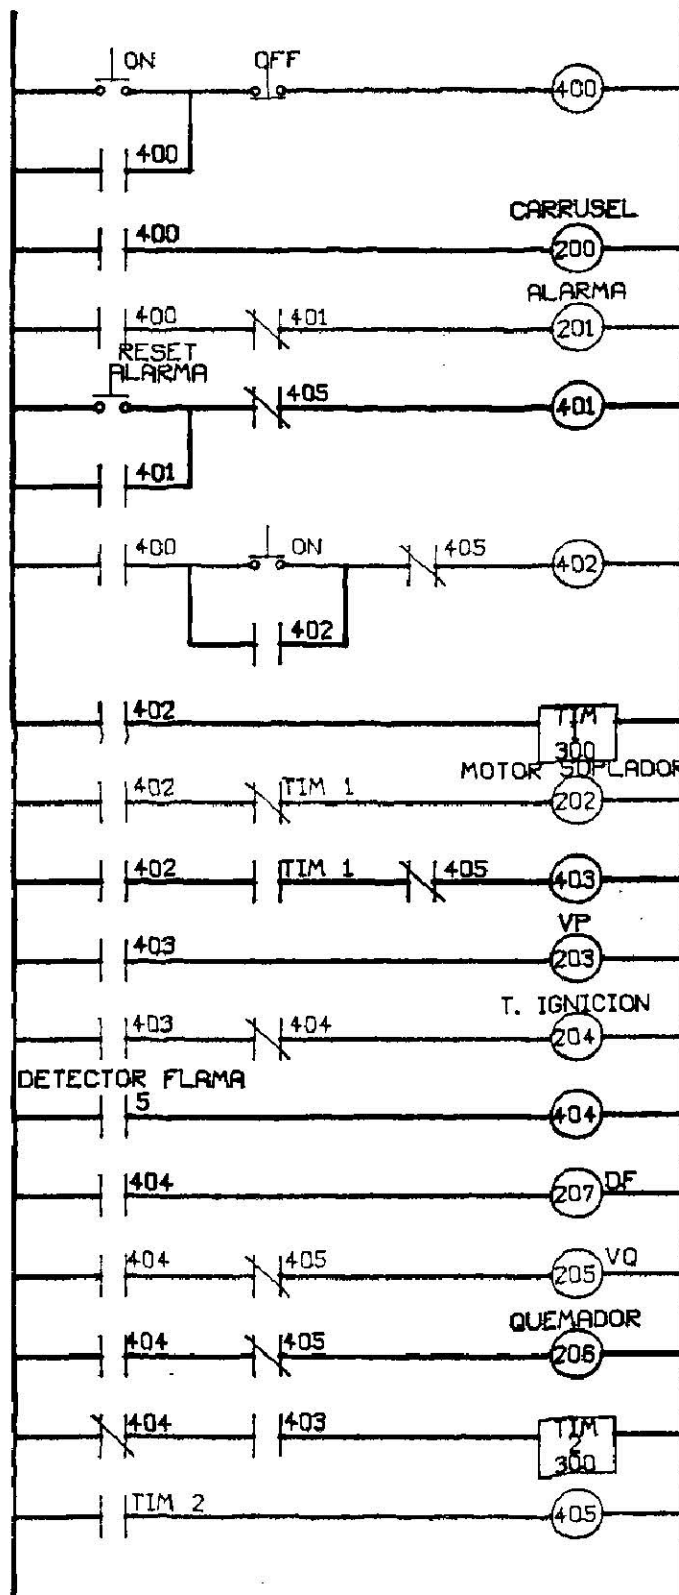 ON OFF 400
400
CARRUSEL
400 200
ALARMA
400 401 201
RESET
ALARMA
405 401
401
400 ON 405 402
402
402 TIM
1
300
MOTOR SOPLADOR
402 TIM 1 202
402 TIM 1 405 403
VP
403 203
T. IGNICION
403 404 204
DETECTOR FLAMA
5 404
404 207 DF
404 405 205 VQ
QUEMADOR
404 405 206
404 403 TIM
2
300
TIM 2 405